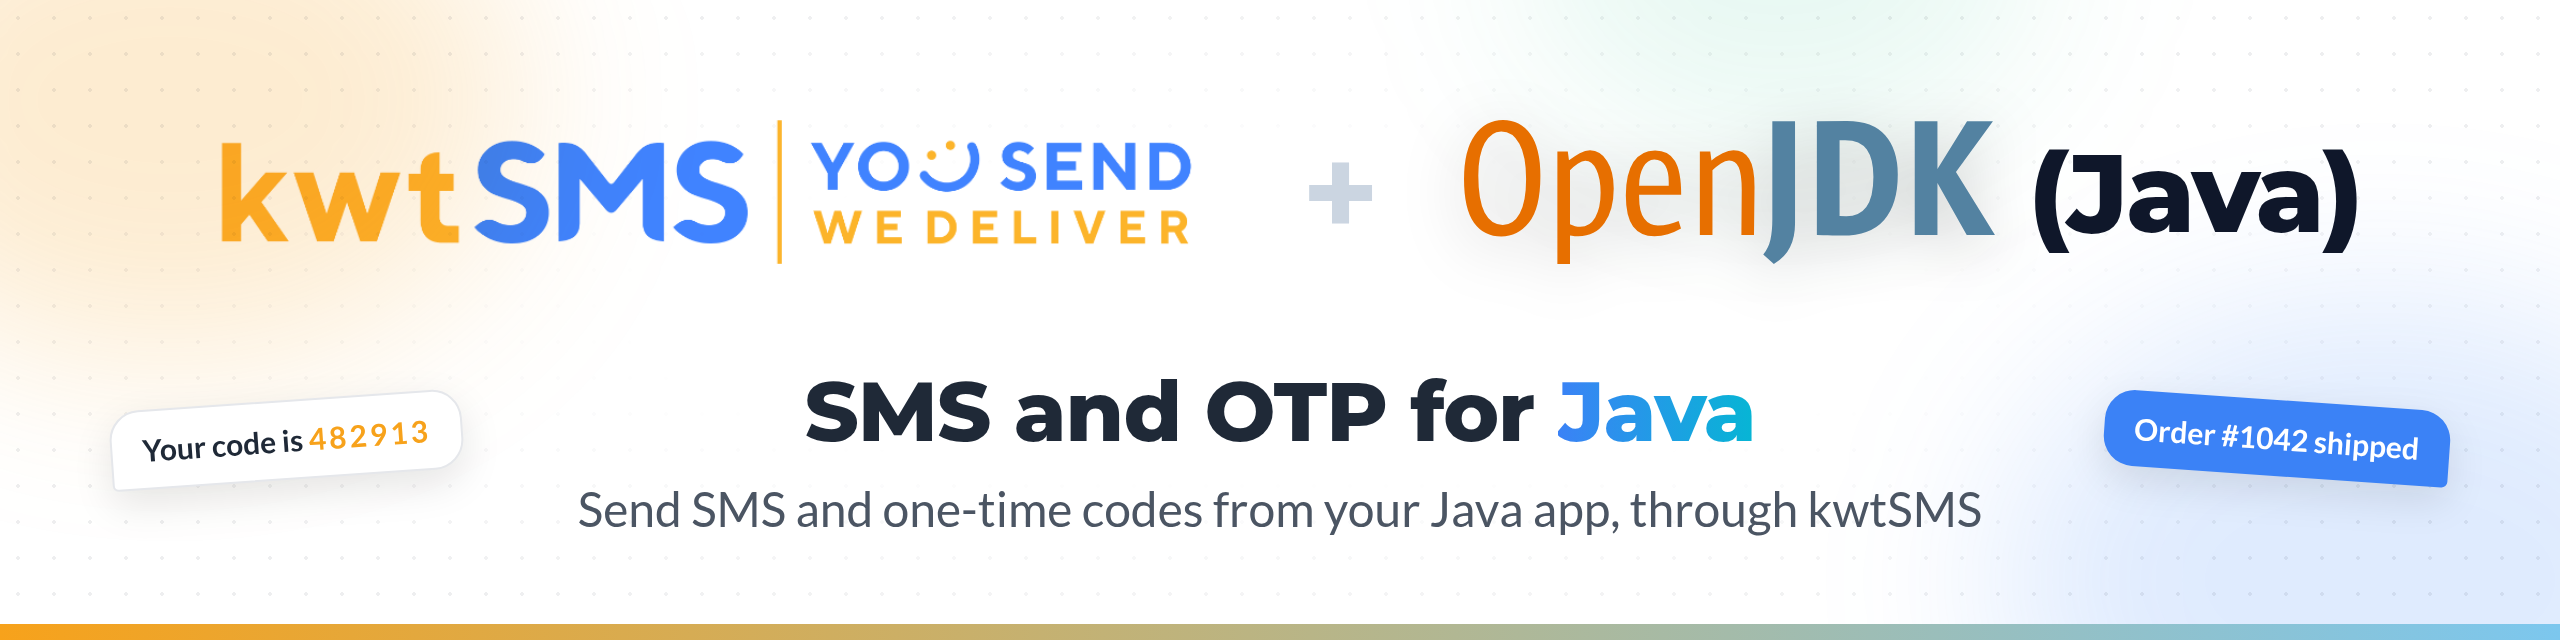 kwtSMS
YOU SEND
WE DELIVER
+
OpenJDK (Java)
SMS and OTP for Java
Your code is 482913
Order #1042 shipped
Send SMS and one-time codes from your Java app, through kwtSMS